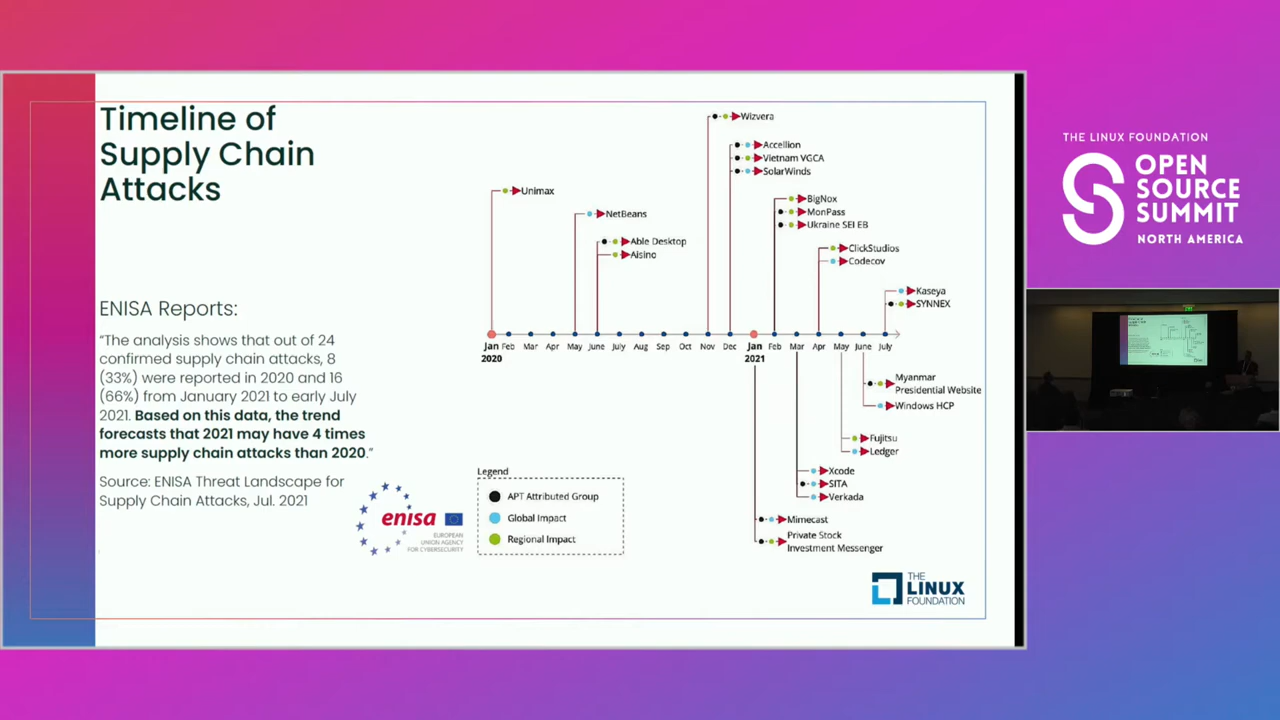 Timeline of
Supply Chain
Attacks
ENISA Reports:
“The analysis shows that out of 24
confirmed supply chain attacks, 8
(33%) were reported in 2020 and 16
(66%) from January 2021 to early July
2021. Based on this data, the trend
forecasts that 2021 may have 4 times
more supply chain attacks than 2020.”
Source: ENISA Threat Landscape for
Supply Chain Attacks, Jul. 2021
enisa
EUROPEAN
UNION AGENCY
FOR CYBERSECURITY
Wizvera
Accellion
Vietnam VGCA
SolarWinds
Unimax
NetBeans
Able Desktop
Aisino
BigNox
MonPass
Ukraine SEI EB
ClickStudios
Codecov
Kaseya
SYNNEX
Jan Feb Mar Apr May June July Aug Sep Oct Nov Dec Jan Feb Mar Apr May June July
2020 2021
Myanmar
Presidential Website
Windows HCP
Fujitsu
Ledger
Xcode
SITA
Verkada
Mimecast
Private Stock
Investment Messenger
Legend
APT Attributed Group
Global Impact
Regional Impact
THE
LINUX
FOUNDATION
THE LINUX FOUNDATION
OPEN
SOURCE
SUMMIT
NORTH AMERICA